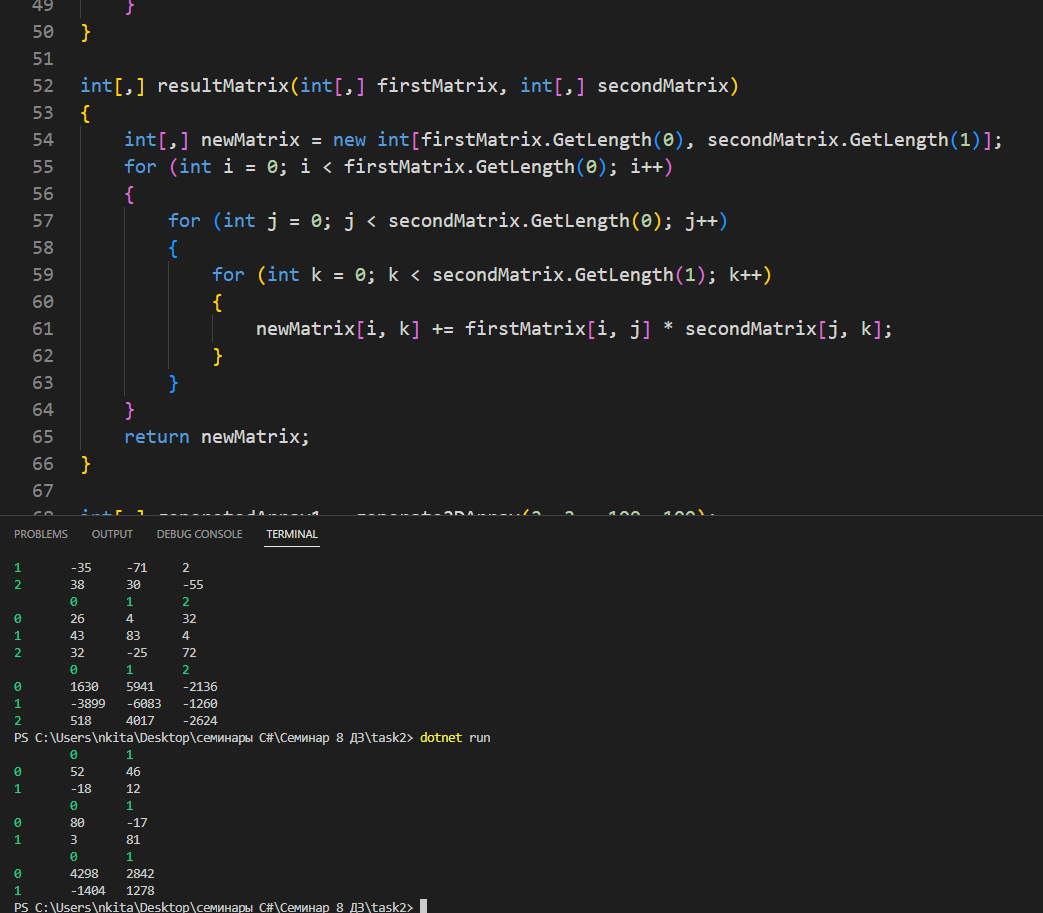 49 }
50 }
51
52 int[,] resultMatrix(int[,] firstMatrix, int[,] secondMatrix)
53 {
54 int[,] newMatrix = new int[firstMatrix.GetLength(0), secondMatrix.GetLength(1)];
55 for (int i = 0; i < firstMatrix.GetLength(0); i++)
56 {
57 for (int j = 0; j < secondMatrix.GetLength(0); j++)
58 {
59 for (int k = 0; k < secondMatrix.GetLength(1); k++)
60 {
61 newMatrix[i, k] += firstMatrix[i, j] * secondMatrix[j, k];
62 }
63 }
64 }
65 return newMatrix;
66 }
67
PROBLEMS OUTPUT DEBUG CONSOLE TERMINAL
1 -35 -71 2
2 38 30 -55
0 1 2
0 26 4 32
1 43 83 4
2 32 -25 72
0 1 2
0 1630 5941 -2136
1 -3899 -6083 -1260
2 518 4017 -2624
PS C:\Users\nkita\Desktop\семинары C#\Семинар 8 ДЗ\task2> dotnet run
0 1
0 52 46
1 -18 12
0 1
0 80 -17
1 3 81
0 1
0 4298 2842
1 -1404 1278
PS C:\Users\nkita\Desktop\семинары C#\Семинар 8 ДЗ\task2>